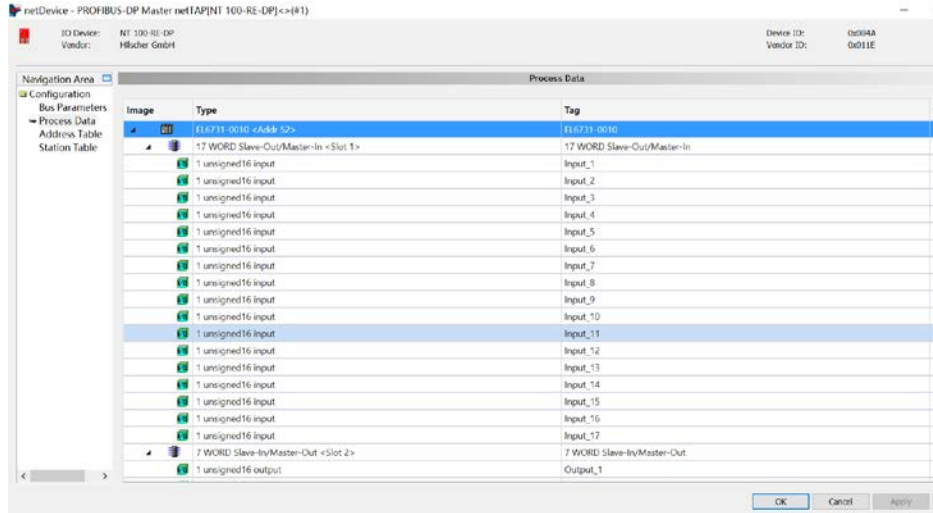 netDevice - PROFIBUS-DP Master netTAP[NT 100-RE-DP]<>(#1)
IO Device: NT 100-RE-DP Device ID: 0x004A
Vendor: Hilscher GmbH Vendor ID: 0x011E
Navigation Area Process Data
Configuration
Bus Parameters
Process Data
Address Table
Station Table
Image Type Tag
EL6731-0010 <Addr 52> EL6731-0010
17 WORD Slave-Out/Master-In <Slot 1> 17 WORD Slave-Out/Master-In
1 unsigned16 input Input_1
1 unsigned16 input Input_2
1 unsigned16 input Input_3
1 unsigned16 input Input_4
1 unsigned16 input Input_5
1 unsigned16 input Input_6
1 unsigned16 input Input_7
1 unsigned16 input Input_8
1 unsigned16 input Input_9
1 unsigned16 input Input_10
1 unsigned16 input Input_11
1 unsigned16 input Input_12
1 unsigned16 input Input_13
1 unsigned16 input Input_14
1 unsigned16 input Input_15
1 unsigned16 input Input_16
1 unsigned16 input Input_17
7 WORD Slave-In/Master-Out <Slot 2> 7 WORD Slave-In/Master-Out
1 unsigned16 output Output_1
OK Cancel Apply